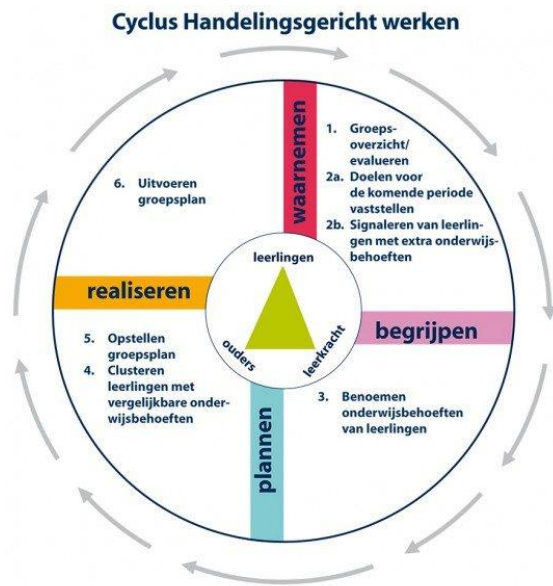 Cyclus Handelingsgericht werken
waarnemen
1. Groeps-
overzicht/
evalueren
2a. Doelen voor
de komende periode
vaststellen
2b. Signaleren van leerlin-
gen met extra onderwijs-
behoeften
begrijpen
3. Benoemen
onderwijsbehoeften
van leerlingen
plannen
5. Opstellen
groepsplan
4. Clusteren
leerlingen met
vergelijkbare onder-
wijsbehoeften
realiseren
6. Uitvoeren
groepsplan
leerlingen
ouders
leerkracht